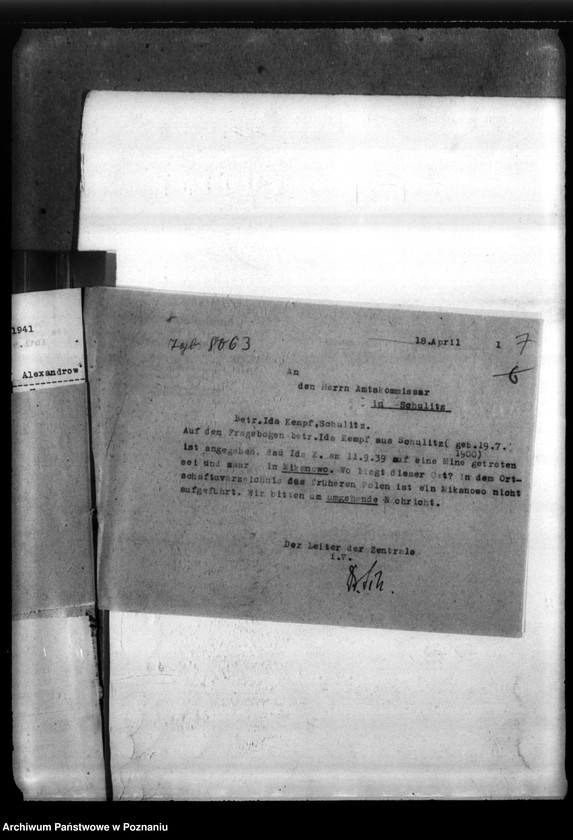 1941
Alexandrow
8063
18.April 1 7
6
An
den Herrn Amtskommissar
in Schulitz
Betr.Ida Kempf,Schulitz.
Auf dem Fragebogen betr.Ida Kempf aus Schulitz( geb.19.7.
1900)
ist angegeben, daß Ida K. am 11.9.39 auf eine Mine getreten
sei und zwar in Mikanowo. Wo liegt dieser Ort? In dem Ort-
schaftsverzeichnis des früheren Polen ist ein Mikanowo nicht
aufgeführt. Wir bitten um umgehende Nachricht.
Der Leiter der Zentrale
i.V.
Archiwum Państwowe w Poznaniu